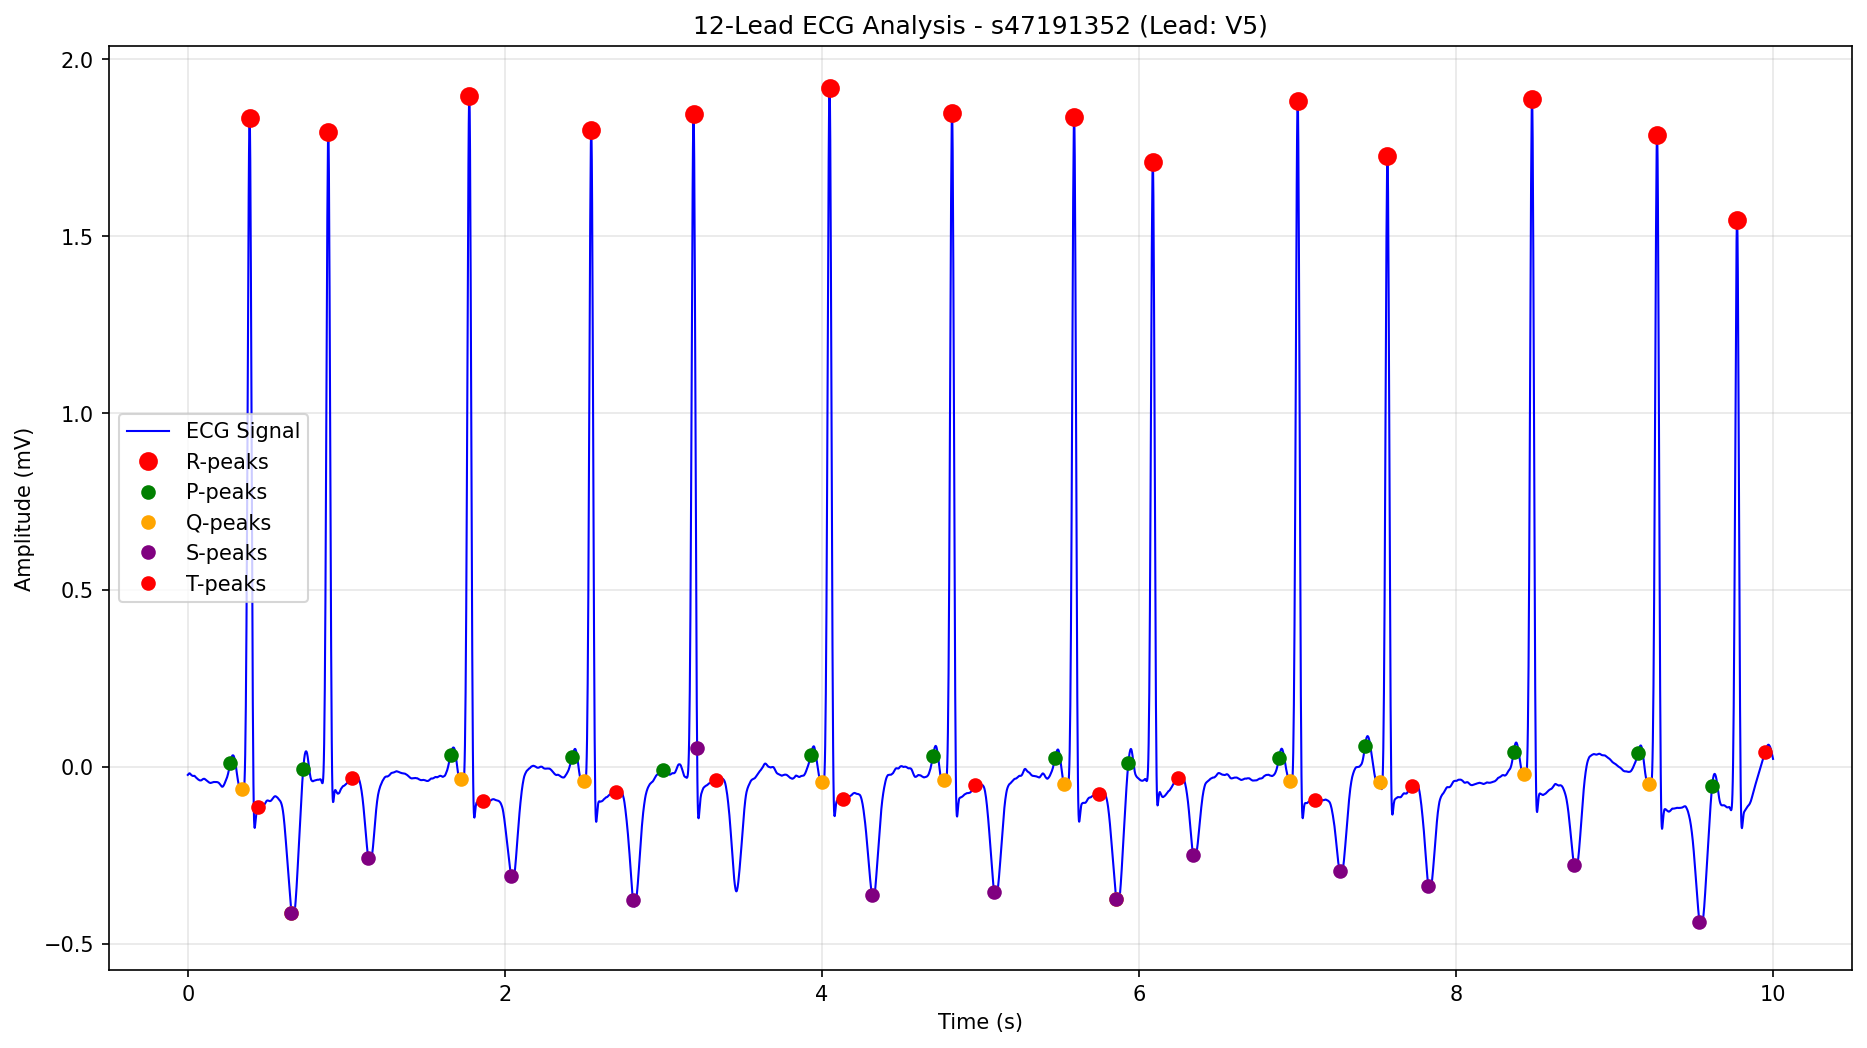 12-Lead ECG Analysis - s47191352 (Lead: V5)
2.0
1.5
1.0
0.5
0.0
−0.5
Amplitude (mV)
ECG Signal
R-peaks
P-peaks
Q-peaks
S-peaks
T-peaks
0 2 4 6 8 10
Time (s)